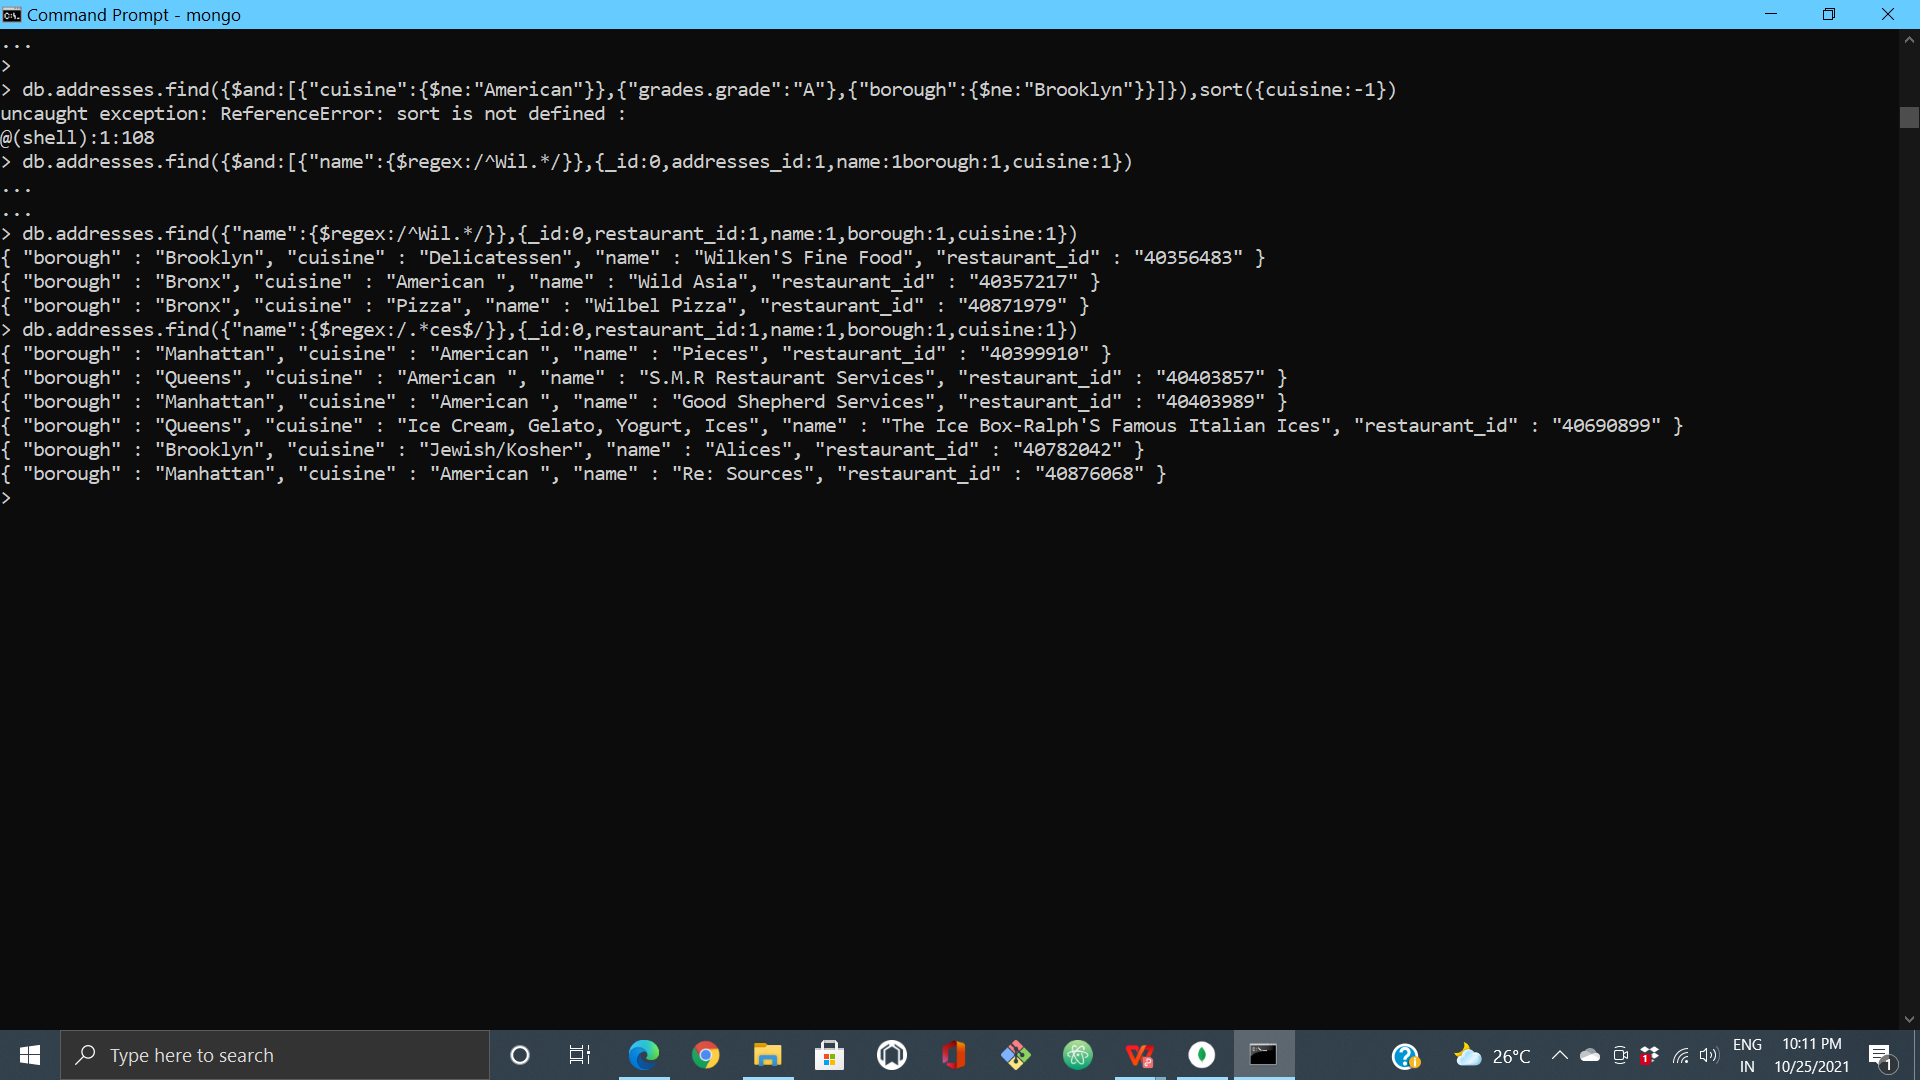 Command Prompt - mongo
...
>
> db.addresses.find({$and:[{"cuisine":{$ne:"American"}},{"grades.grade":"A"},{"borough":{$ne:"Brooklyn"}}]}),sort({cuisine:-1})
uncaught exception: ReferenceError: sort is not defined :
@(shell):1:108
> db.addresses.find({$and:[{"name":{$regex:/^Wil.*/}},{_id:0,addresses_id:1,name:1borough:1,cuisine:1})
...
...
> db.addresses.find({"name":{$regex:/^Wil.*/}},{_id:0,restaurant_id:1,name:1,borough:1,cuisine:1})
{ "borough" : "Brooklyn", "cuisine" : "Delicatessen", "name" : "Wilken'S Fine Food", "restaurant_id" : "40356483" }
{ "borough" : "Bronx", "cuisine" : "American ", "name" : "Wild Asia", "restaurant_id" : "40357217" }
{ "borough" : "Bronx", "cuisine" : "Pizza", "name" : "Wilbel Pizza", "restaurant_id" : "40871979" }
> db.addresses.find({"name":{$regex:/.*ces$/}},{_id:0,restaurant_id:1,name:1,borough:1,cuisine:1})
{ "borough" : "Manhattan", "cuisine" : "American ", "name" : "Pieces", "restaurant_id" : "40399910" }
{ "borough" : "Queens", "cuisine" : "American ", "name" : "S.M.R Restaurant Services", "restaurant_id" : "40403857" }
{ "borough" : "Manhattan", "cuisine" : "American ", "name" : "Good Shepherd Services", "restaurant_id" : "40403989" }
{ "borough" : "Queens", "cuisine" : "Ice Cream, Gelato, Yogurt, Ices", "name" : "The Ice Box-Ralph'S Famous Italian Ices", "restaurant_id" : "40690899" }
{ "borough" : "Brooklyn", "cuisine" : "Jewish/Kosher", "name" : "Alices", "restaurant_id" : "40782042" }
{ "borough" : "Manhattan", "cuisine" : "American ", "name" : "Re: Sources", "restaurant_id" : "40876068" }
>
Type here to search
26°C
1
ENG
IN
10:11 PM
10/25/2021
1